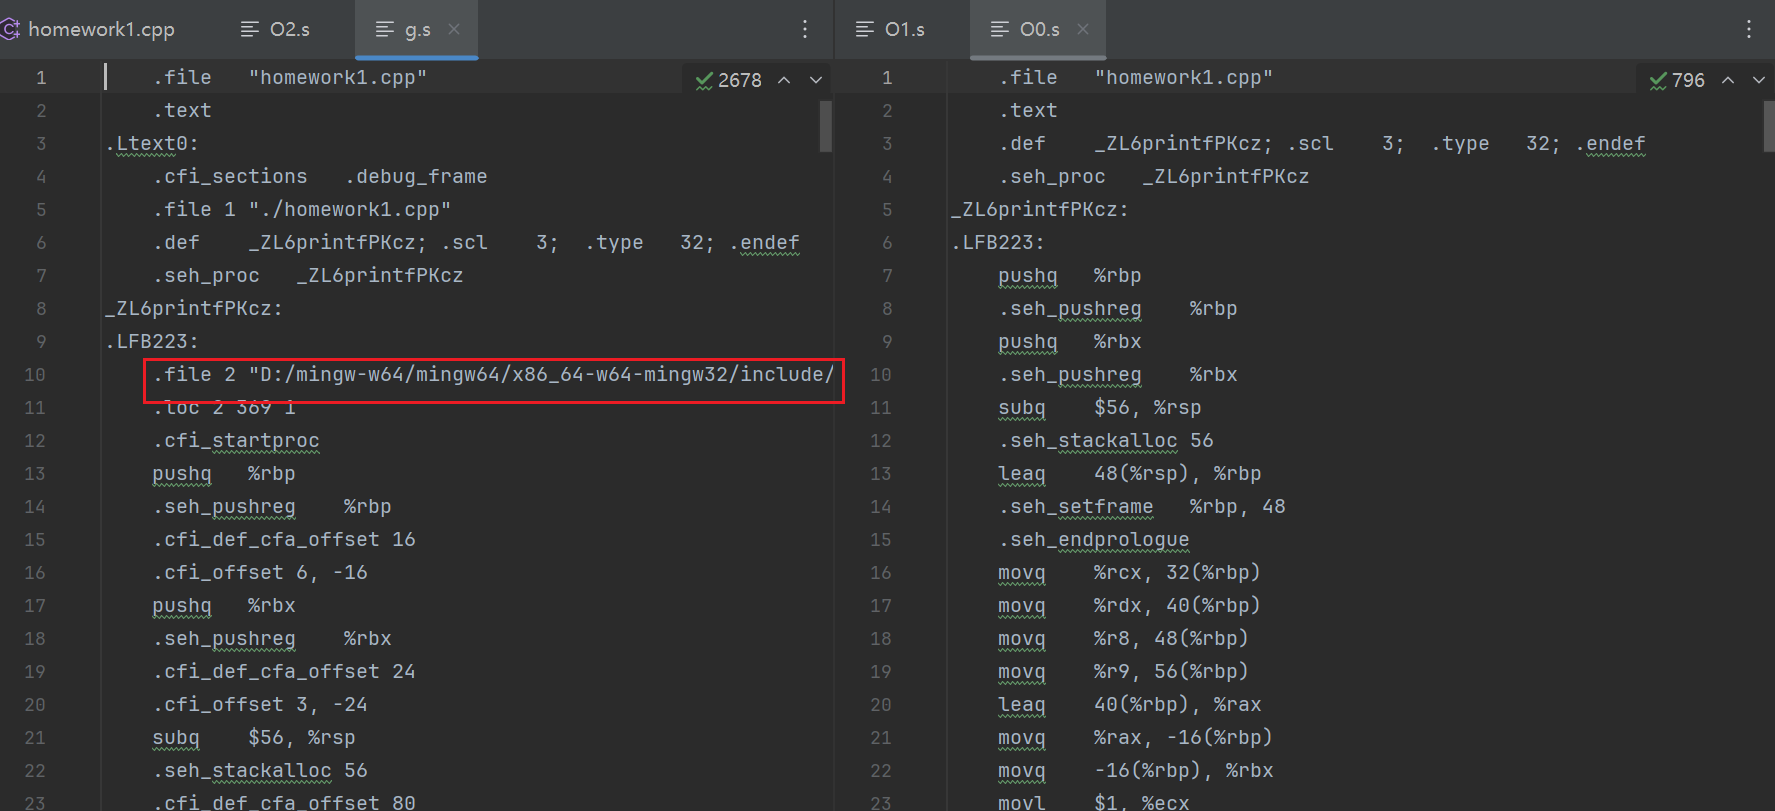 homework1.cpp
O2.s
g.s
O1.s
O0.s
2678
1 .file "homework1.cpp"
2 .text
3 .Ltext0:
4 .cfi_sections .debug_frame
5 .file 1 "./homework1.cpp"
6 .def _ZL6printfPKcz; .scl 3; .type 32; .endef
7 .seh_proc _ZL6printfPKcz
8 _ZL6printfPKcz:
9 .LFB223:
10 .file 2 "D:/mingw-w64/mingw64/x86_64-w64-mingw32/include/
11 .loc 2 369 1
12 .cfi_startproc
13 pushq %rbp
14 .seh_pushreg %rbp
15 .cfi_def_cfa_offset 16
16 .cfi_offset 6, -16
17 pushq %rbx
18 .seh_pushreg %rbx
19 .cfi_def_cfa_offset 24
20 .cfi_offset 3, -24
21 subq $56, %rsp
22 .seh_stackalloc 56
23 .cfi_def_cfa_offset 80
796
1 .file "homework1.cpp"
2 .text
3 .def _ZL6printfPKcz; .scl 3; .type 32; .endef
4 .seh_proc _ZL6printfPKcz
5 _ZL6printfPKcz:
6 .LFB223:
7 pushq %rbp
8 .seh_pushreg %rbp
9 pushq %rbx
10 .seh_pushreg %rbx
11 subq $56, %rsp
12 .seh_stackalloc 56
13 leaq 48(%rsp), %rbp
14 .seh_setframe %rbp, 48
15 .seh_endprologue
16 movq %rcx, 32(%rbp)
17 movq %rdx, 40(%rbp)
18 movq %r8, 48(%rbp)
19 movq %r9, 56(%rbp)
20 leaq 40(%rbp), %rax
21 movq %rax, -16(%rbp)
22 movq -16(%rbp), %rbx
23 movl $1, %ecx